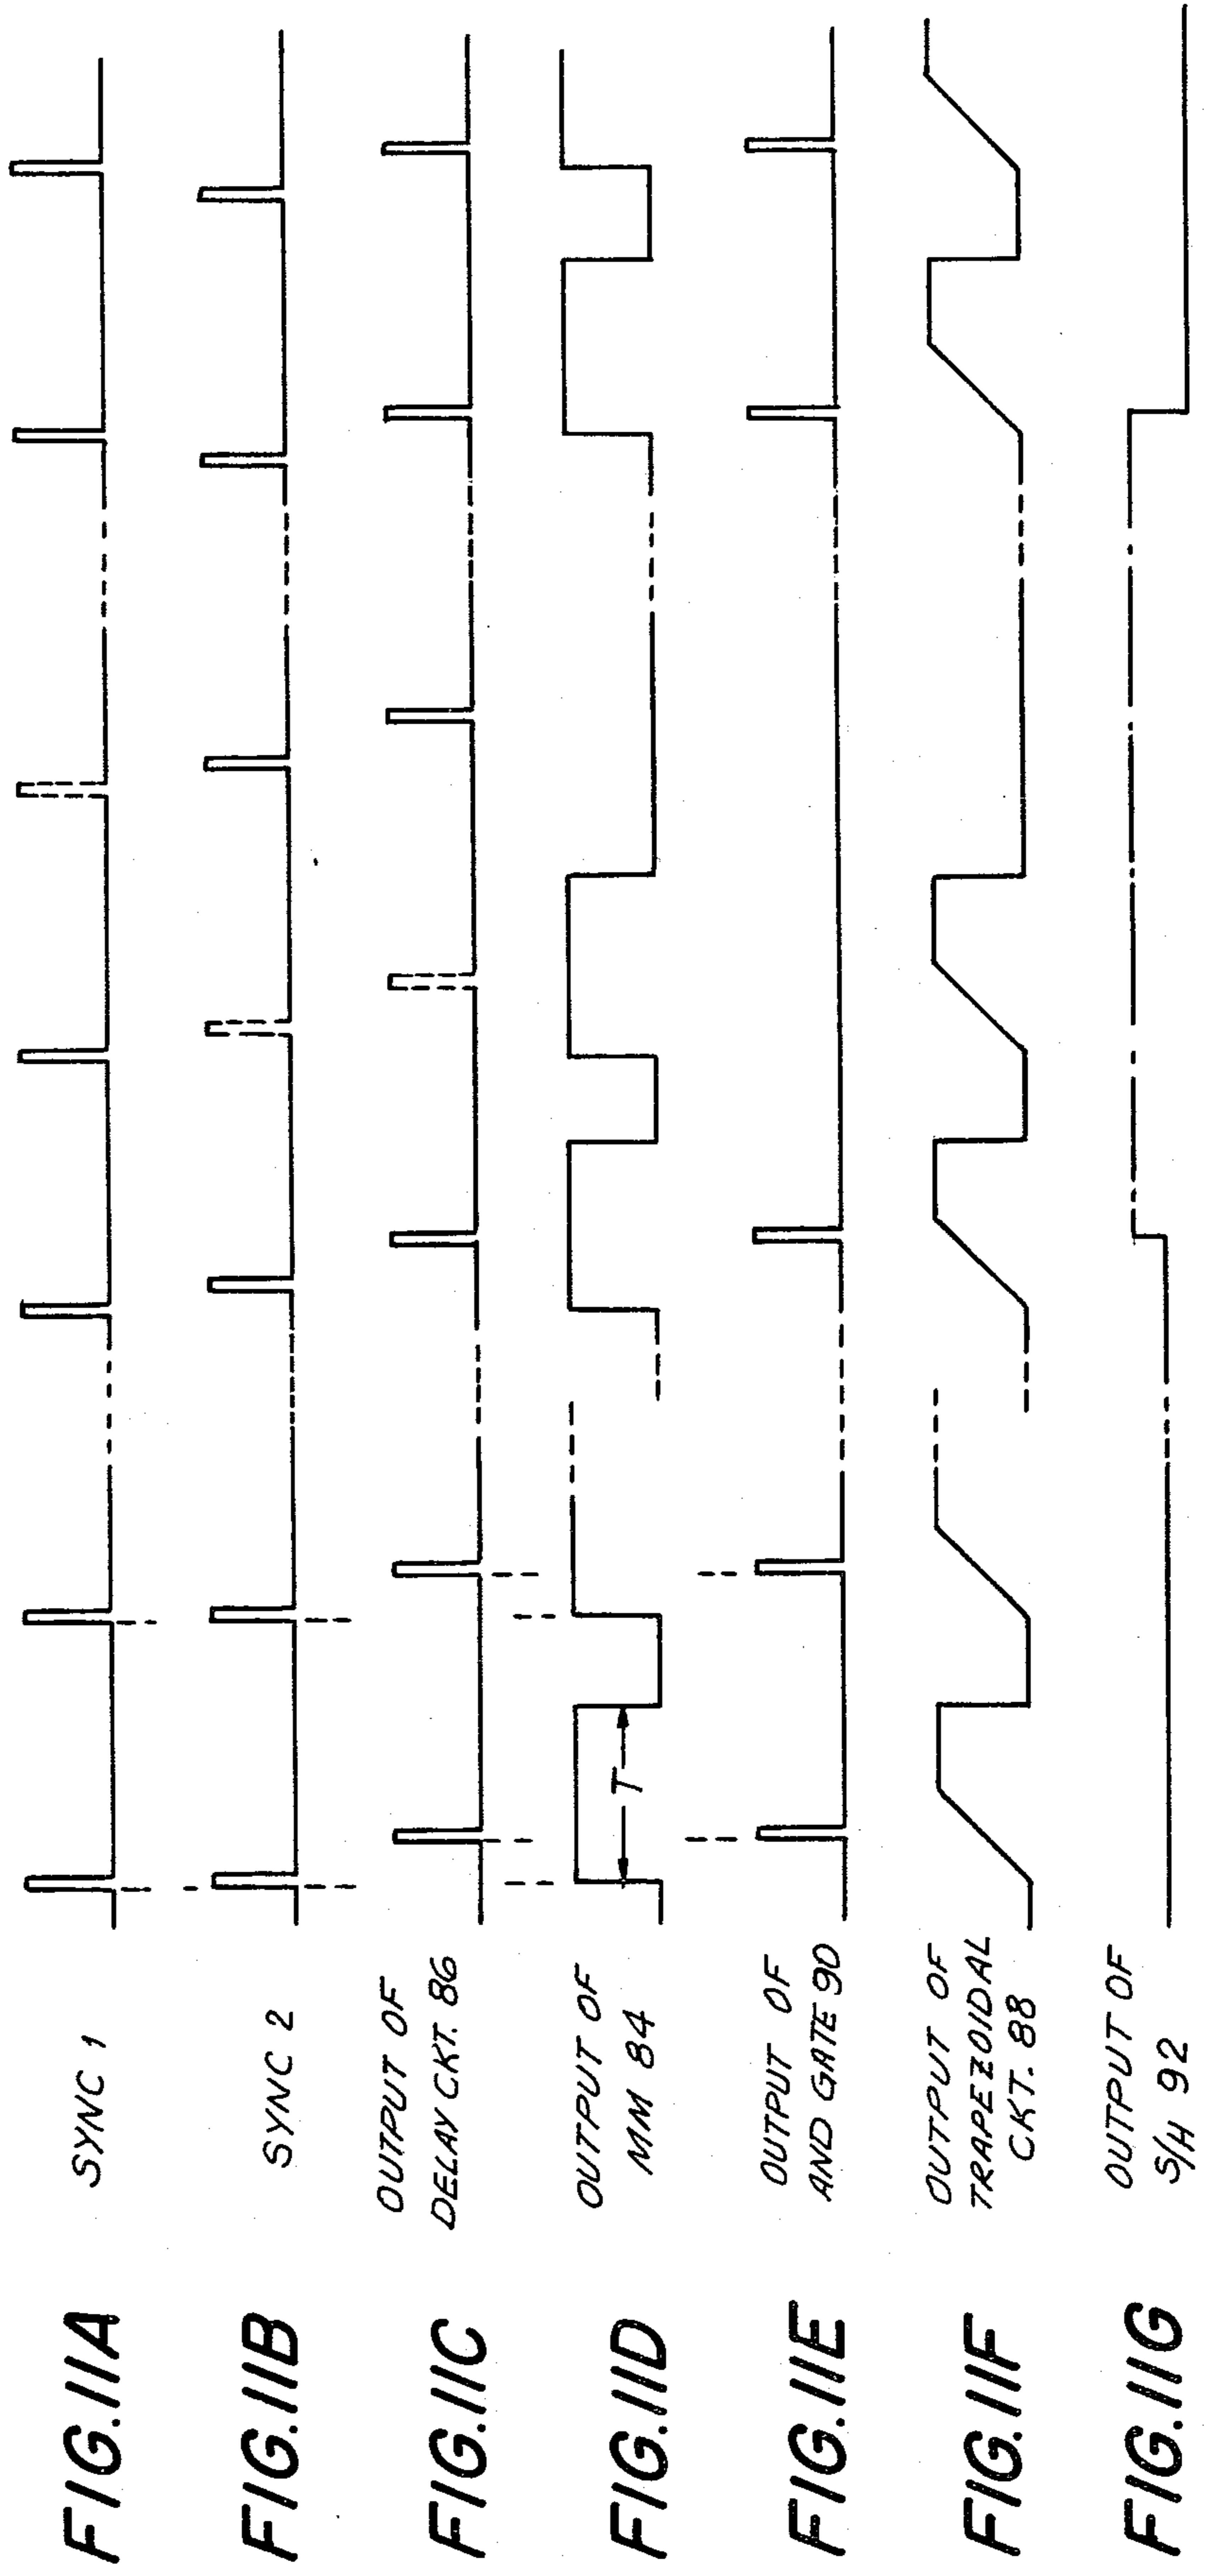 FIG.11A
SYNC 1
FIG.11B
SYNC 2
FIG.11C
OUTPUT OF
DELAY CKT. 86
FIG.11D
OUTPUT OF
MM 84
T
FIG.11E
OUTPUT OF
AND GATE 90
FIG.11F
OUTPUT OF
TRAPEZOIDAL
CKT. 88
FIG.11G
OUTPUT OF
S/H 92